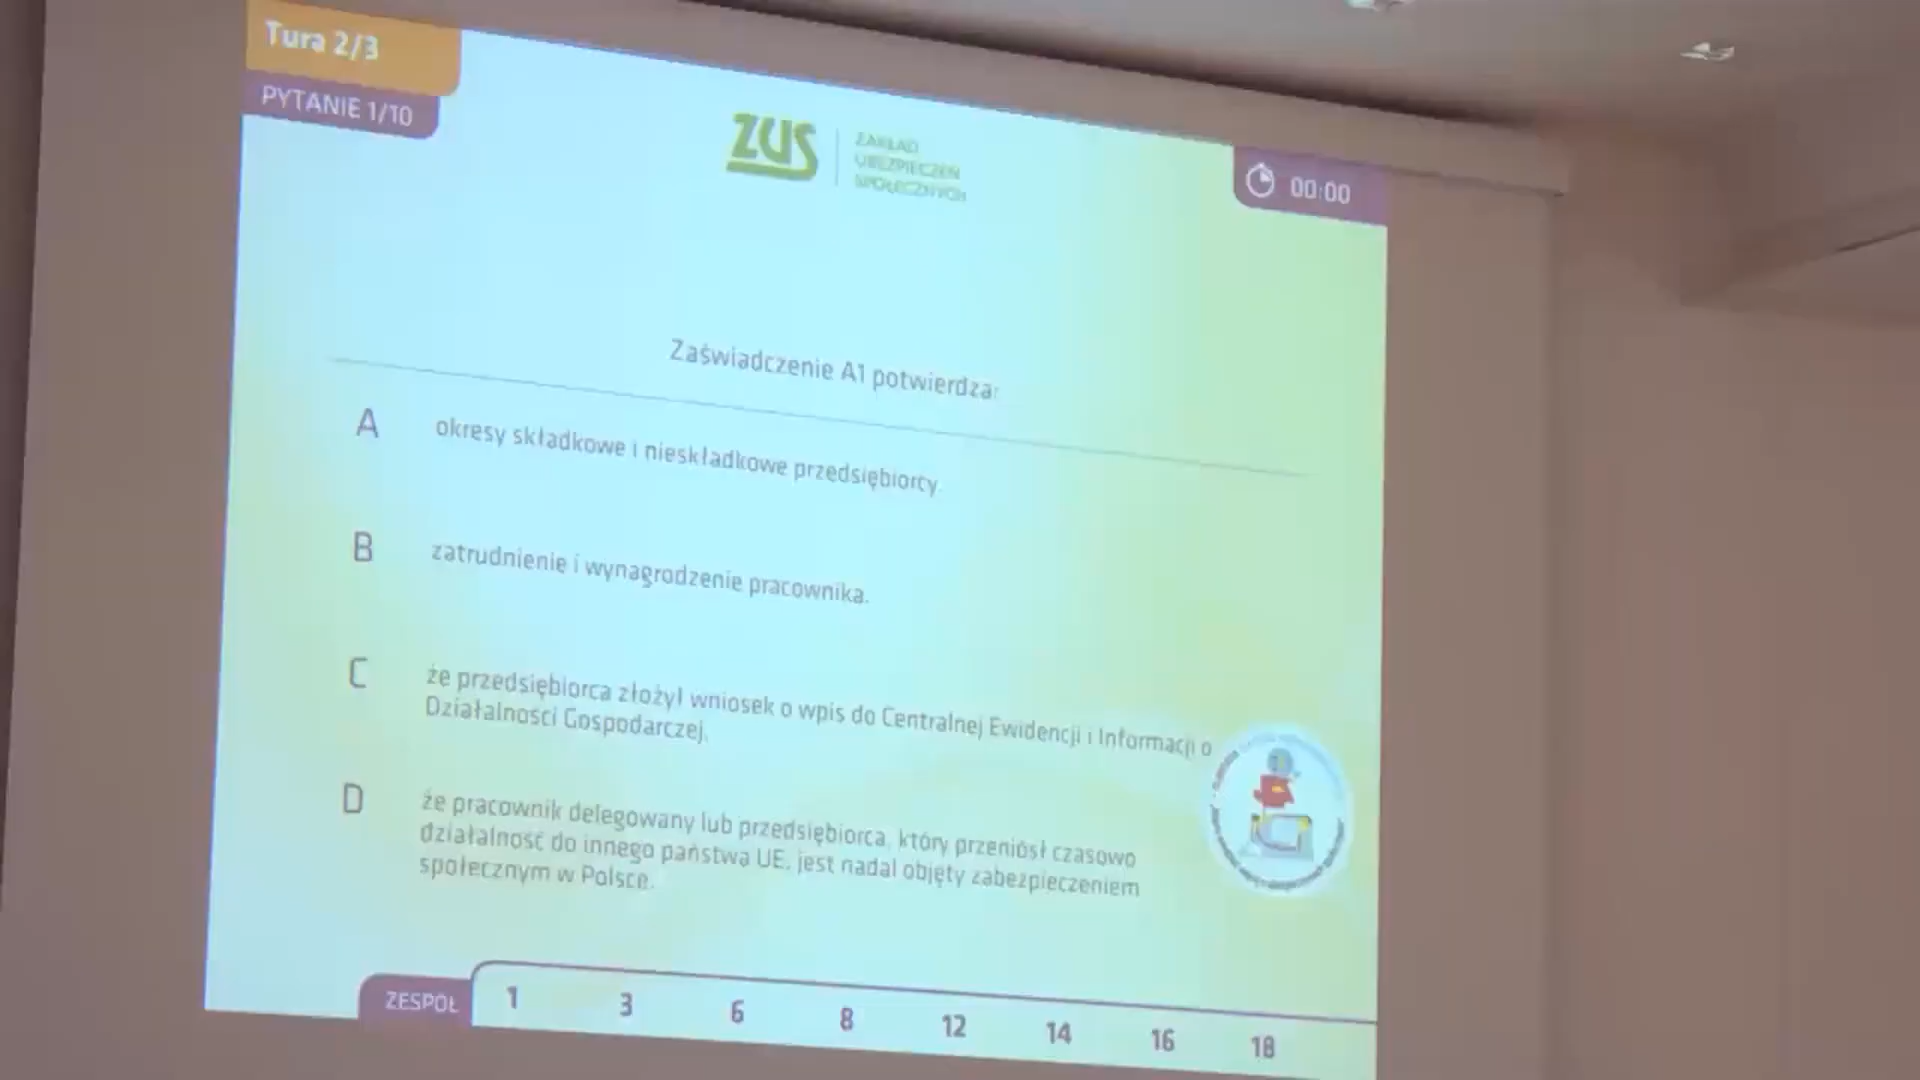 Tura 2/3
PYTANIE 1/10
ZUS
ZAKŁAD
UBEZPIECZEŃ
SPOŁECZNYCH
00:00
Zaświadczenie A1 potwierdza:
A okresy składkowe i nieskładkowe przedsiębiorcy.
B zatrudnienie i wynagrodzenie pracownika.
C że przedsiębiorca złożył wniosek o wpis do Centralnej Ewidencji i Informacji o
Działalności Gospodarczej.
D że pracownik delegowany lub przedsiębiorca, który przeniósł czasowo
działalność do innego państwa UE, jest nadal objęty zabezpieczeniem
społecznym w Polsce.
ZESPÓŁ 1 3 6 8 12 14 16 18